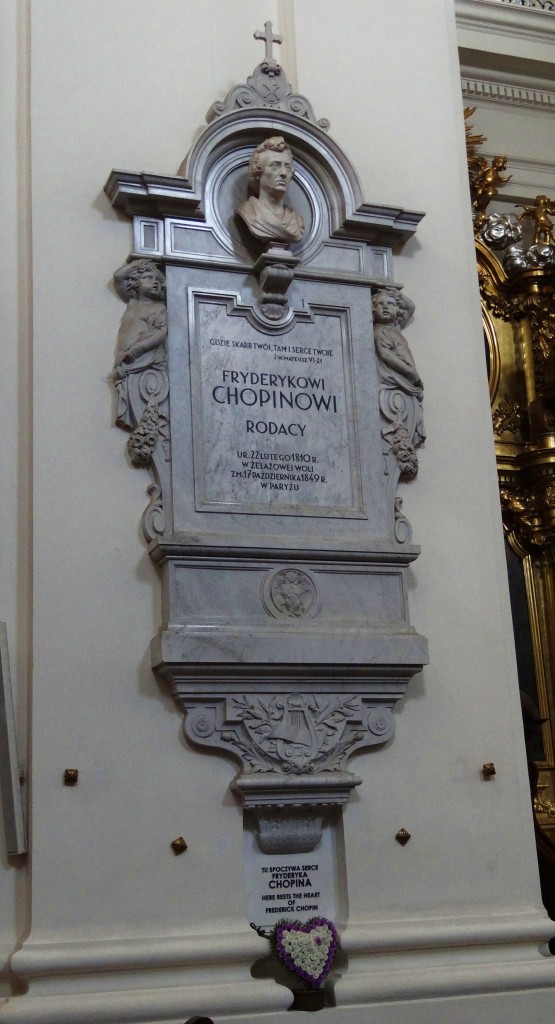 GDZIE SKARB TWÓJ, TAM I SERCE TWOJE
Ś.W.MATEUSZ VI-21
FRYDERYKOWI
CHOPINOWI
RODACY
UR. 22 LUTEGO 1810 R.
W ŻELAZOWEJ WOLI
ZM. 17 PAŹDZIERNIKA 1849 R.
W PARYŻU
TU SPOCZYWA SERCE
FRYDERYKA
CHOPINA
HERE RESTS THE HEART
OF
FREDERICK CHOPIN